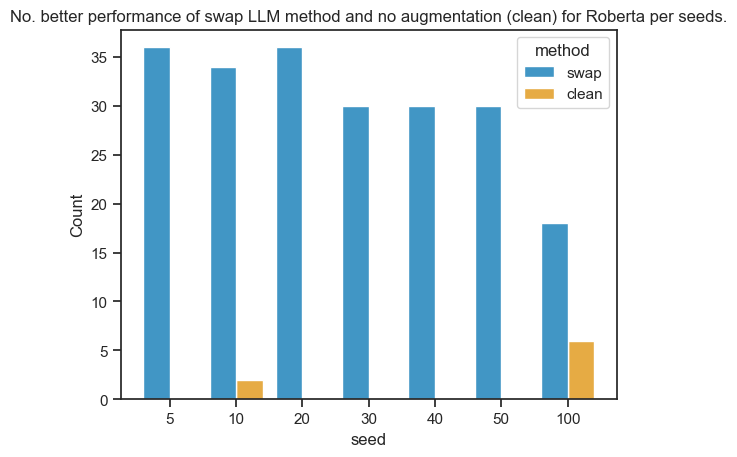 No. better performance of swap LLM method and no augmentation (clean) for Roberta per seeds.
method
swap
clean
35
30
25
20
15
10
5
0
Count
5 10 20 30 40 50 100
seed